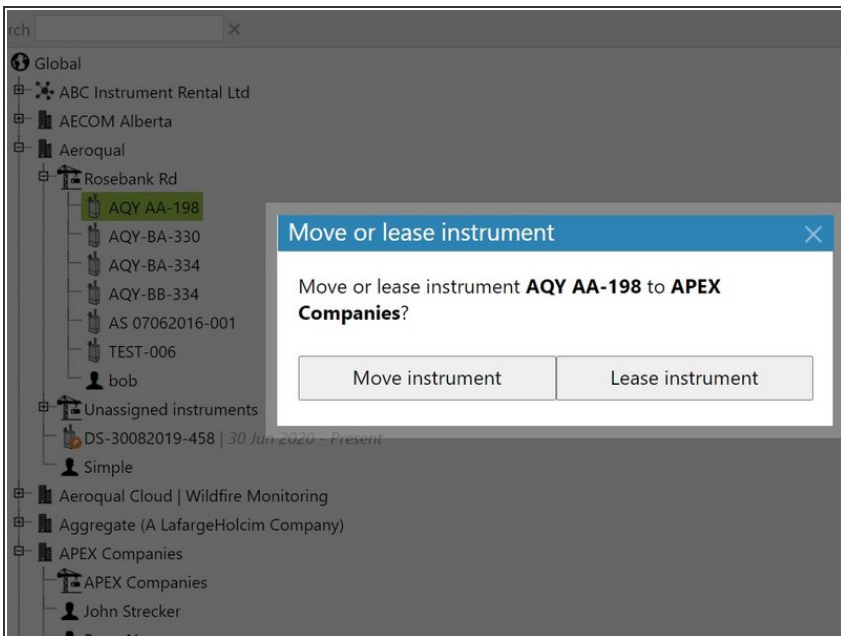 rch
Global
ABC Instrument Rental Ltd
AECOM Alberta
Aeroqual
Rosebank Rd
AQY AA-198
AQY-BA-330
AQY-BA-334
AQY-BB-334
AS 07062016-001
TEST-006
bob
Unassigned instruments
DS-30082019-458 | 30 Jun 2020 - Present
Simple
Aeroqual Cloud | Wildfire Monitoring
Aggregate (A LafargeHolcim Company)
APEX Companies
APEX Companies
John Strecker
Move or lease instrument
Move or lease instrument AQY AA-198 to APEX
Companies?
Move instrument Lease instrument